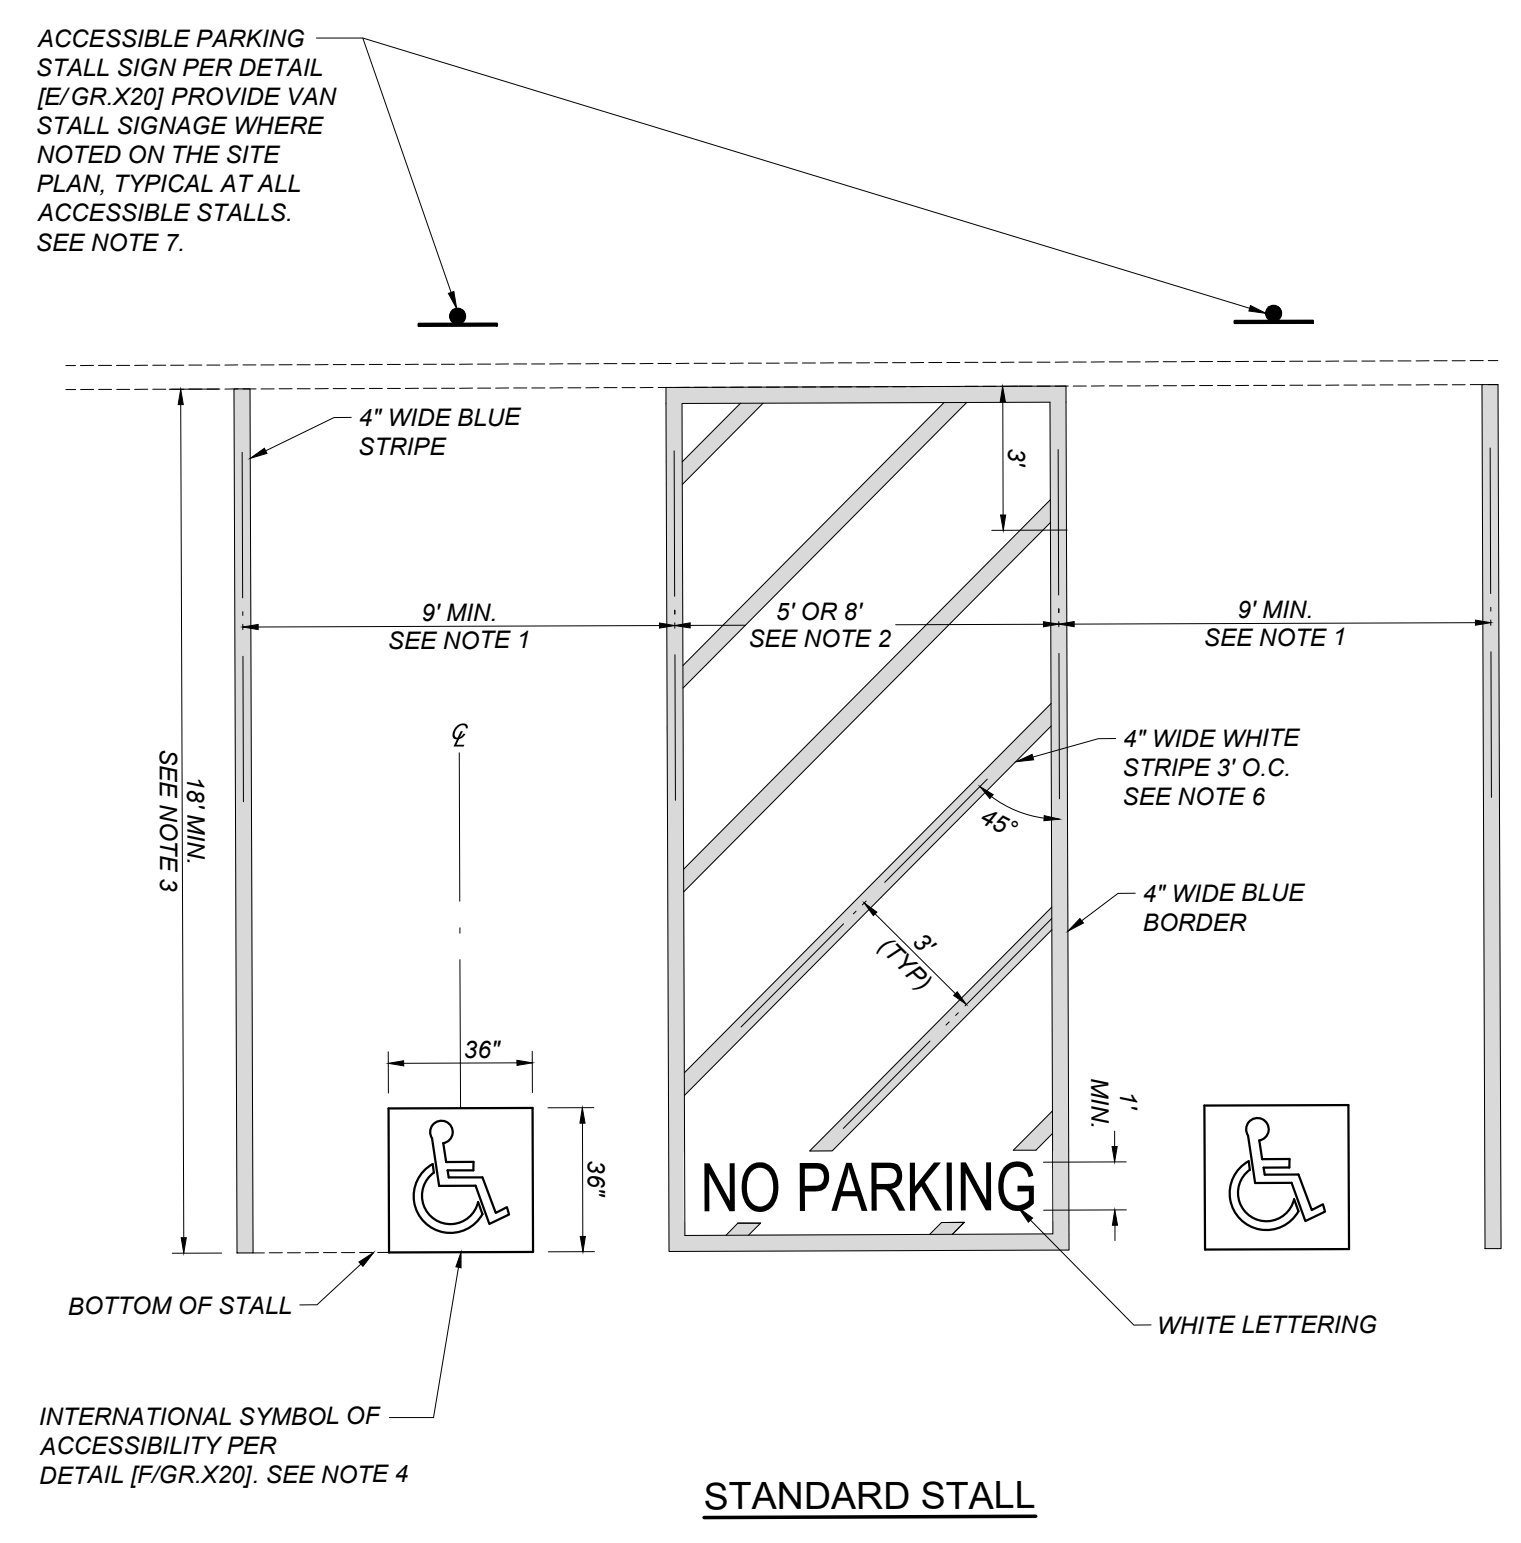 ACCESSIBLE PARKING
STALL SIGN PER DETAIL
[E/GR.X20] PROVIDE VAN
STALL SIGNAGE WHERE
NOTED ON THE SITE
PLAN, TYPICAL AT ALL
ACCESSIBLE STALLS.
SEE NOTE 7.
4" WIDE BLUE
STRIPE
3'
9' MIN.
SEE NOTE 1
5' OR 8'
SEE NOTE 2
9' MIN.
SEE NOTE 1
18' MIN.
SEE NOTE 3
℄
4" WIDE WHITE
STRIPE 3' O.C.
SEE NOTE 6
45°
4" WIDE BLUE
BORDER
3'
(TYP)
36"
36"
1'
MIN.
NO PARKING
BOTTOM OF STALL
WHITE LETTERING
INTERNATIONAL SYMBOL OF
ACCESSIBILITY PER
DETAIL [F/GR.X20]. SEE NOTE 4
STANDARD STALL